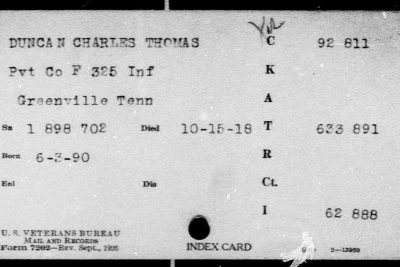 DUNCAN CHARLES THOMAS C 92 811
Pvt Co F 325 Inf K
Greenville Tenn A
Sn 1 898 702 Died 10-15-18 T 633 891
Born 6-3-90 R
Enl Dis Ct.
I 62 888
U. S. VETERANS BUREAU
MAIL AND RECORDS
Form 7202—Rev. Sept., 1926 INDEX CARD 2—12969